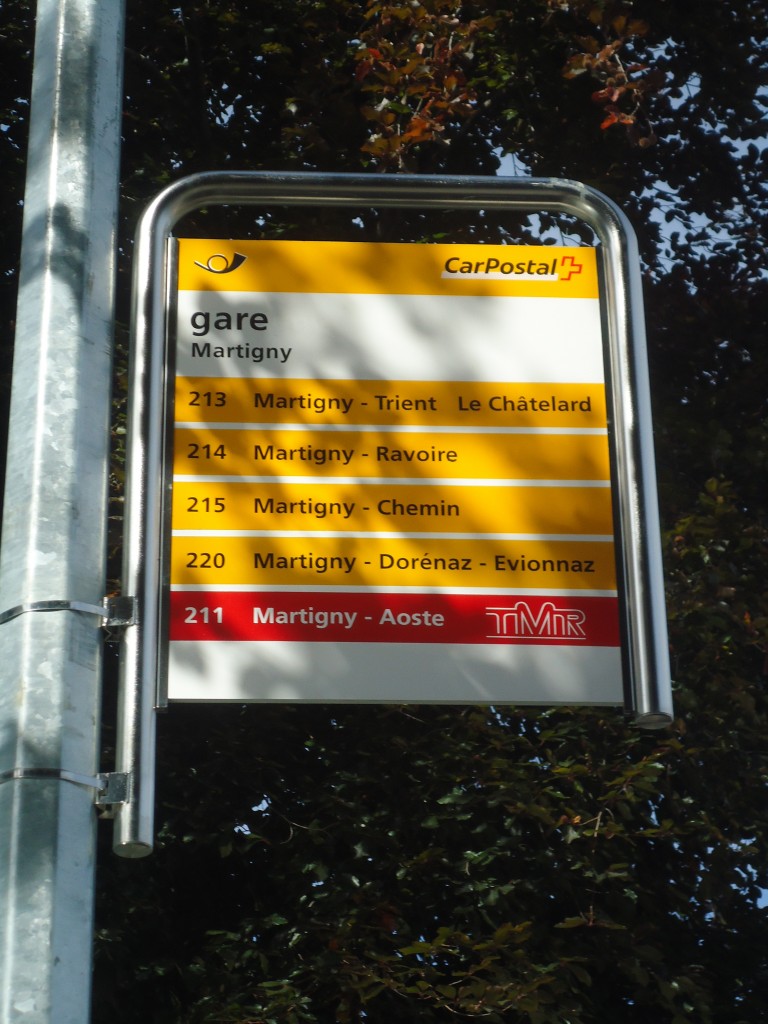 CarPostal
gare
Martigny
213 Martigny - Trient Le Châtelard
214 Martigny - Ravoire
215 Martigny - Chemin
220 Martigny - Dorénaz - Evionnaz
211 Martigny - Aoste TMR